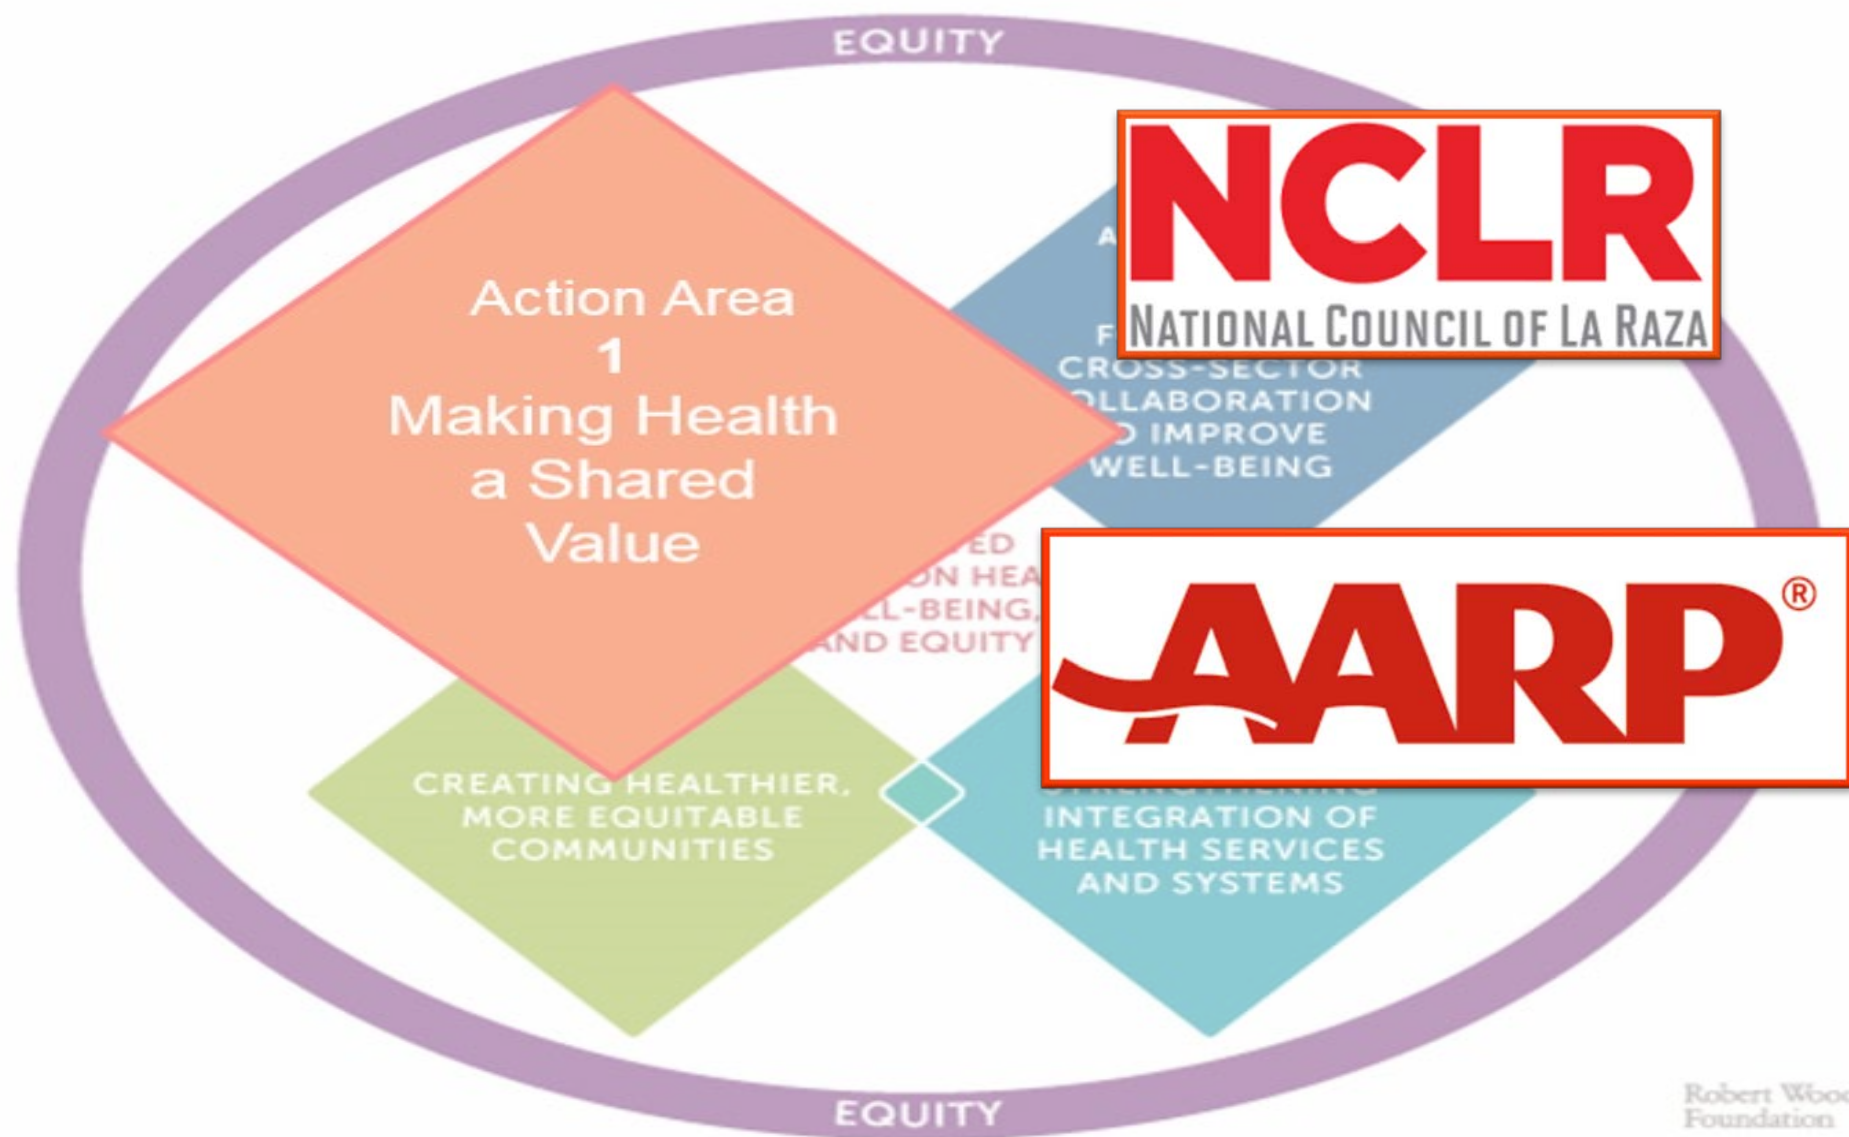 EQUITY
Action Area
1
Making Health
a Shared
Value
NCLR
NATIONAL COUNCIL OF LA RAZA
CROSS-SECTOR
IMPROVE
WELL-BEING
AARP®
AND EQUITY
CREATING HEALTHIER,
MORE EQUITABLE
COMMUNITIES
INTEGRATION OF
HEALTH SERVICES
AND SYSTEMS
EQUITY
Robert
Foundation